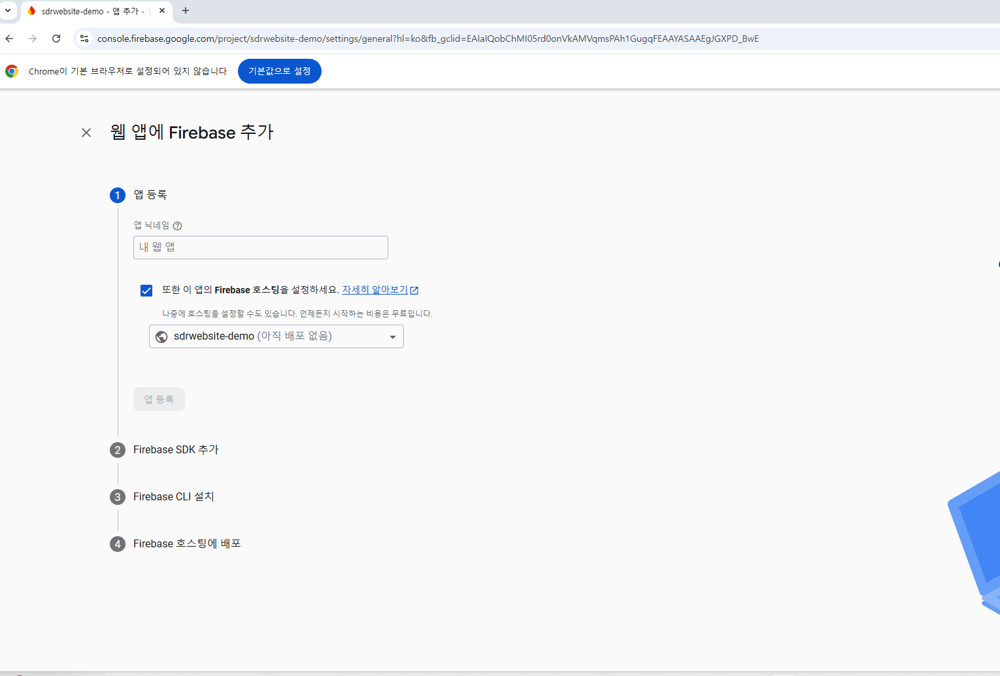 sdrwebsite-demo - 앱 추가 -
console.firebase.google.com/project/sdrwebsite-demo/settings/general?hl=ko&fb_gclid=EAIaIQobChMI05rd0onVkAMVqmsPAh1GugqFEAAYASAAEgJGXPD_BwE
Chrome이 기본 브라우저로 설정되어 있지 않습니다 기본값으로 설정
웹 앱에 Firebase 추가
1 앱 등록
앱 닉네임
내 웹 앱
또한 이 앱의 Firebase 호스팅을 설정하세요. 자세히 알아보기
나중에 호스팅을 설정할 수도 있습니다. 언제든지 시작하는 비용은 무료입니다.
sdrwebsite-demo (아직 배포 없음)
앱 등록
2 Firebase SDK 추가
3 Firebase CLI 설치
4 Firebase 호스팅에 배포